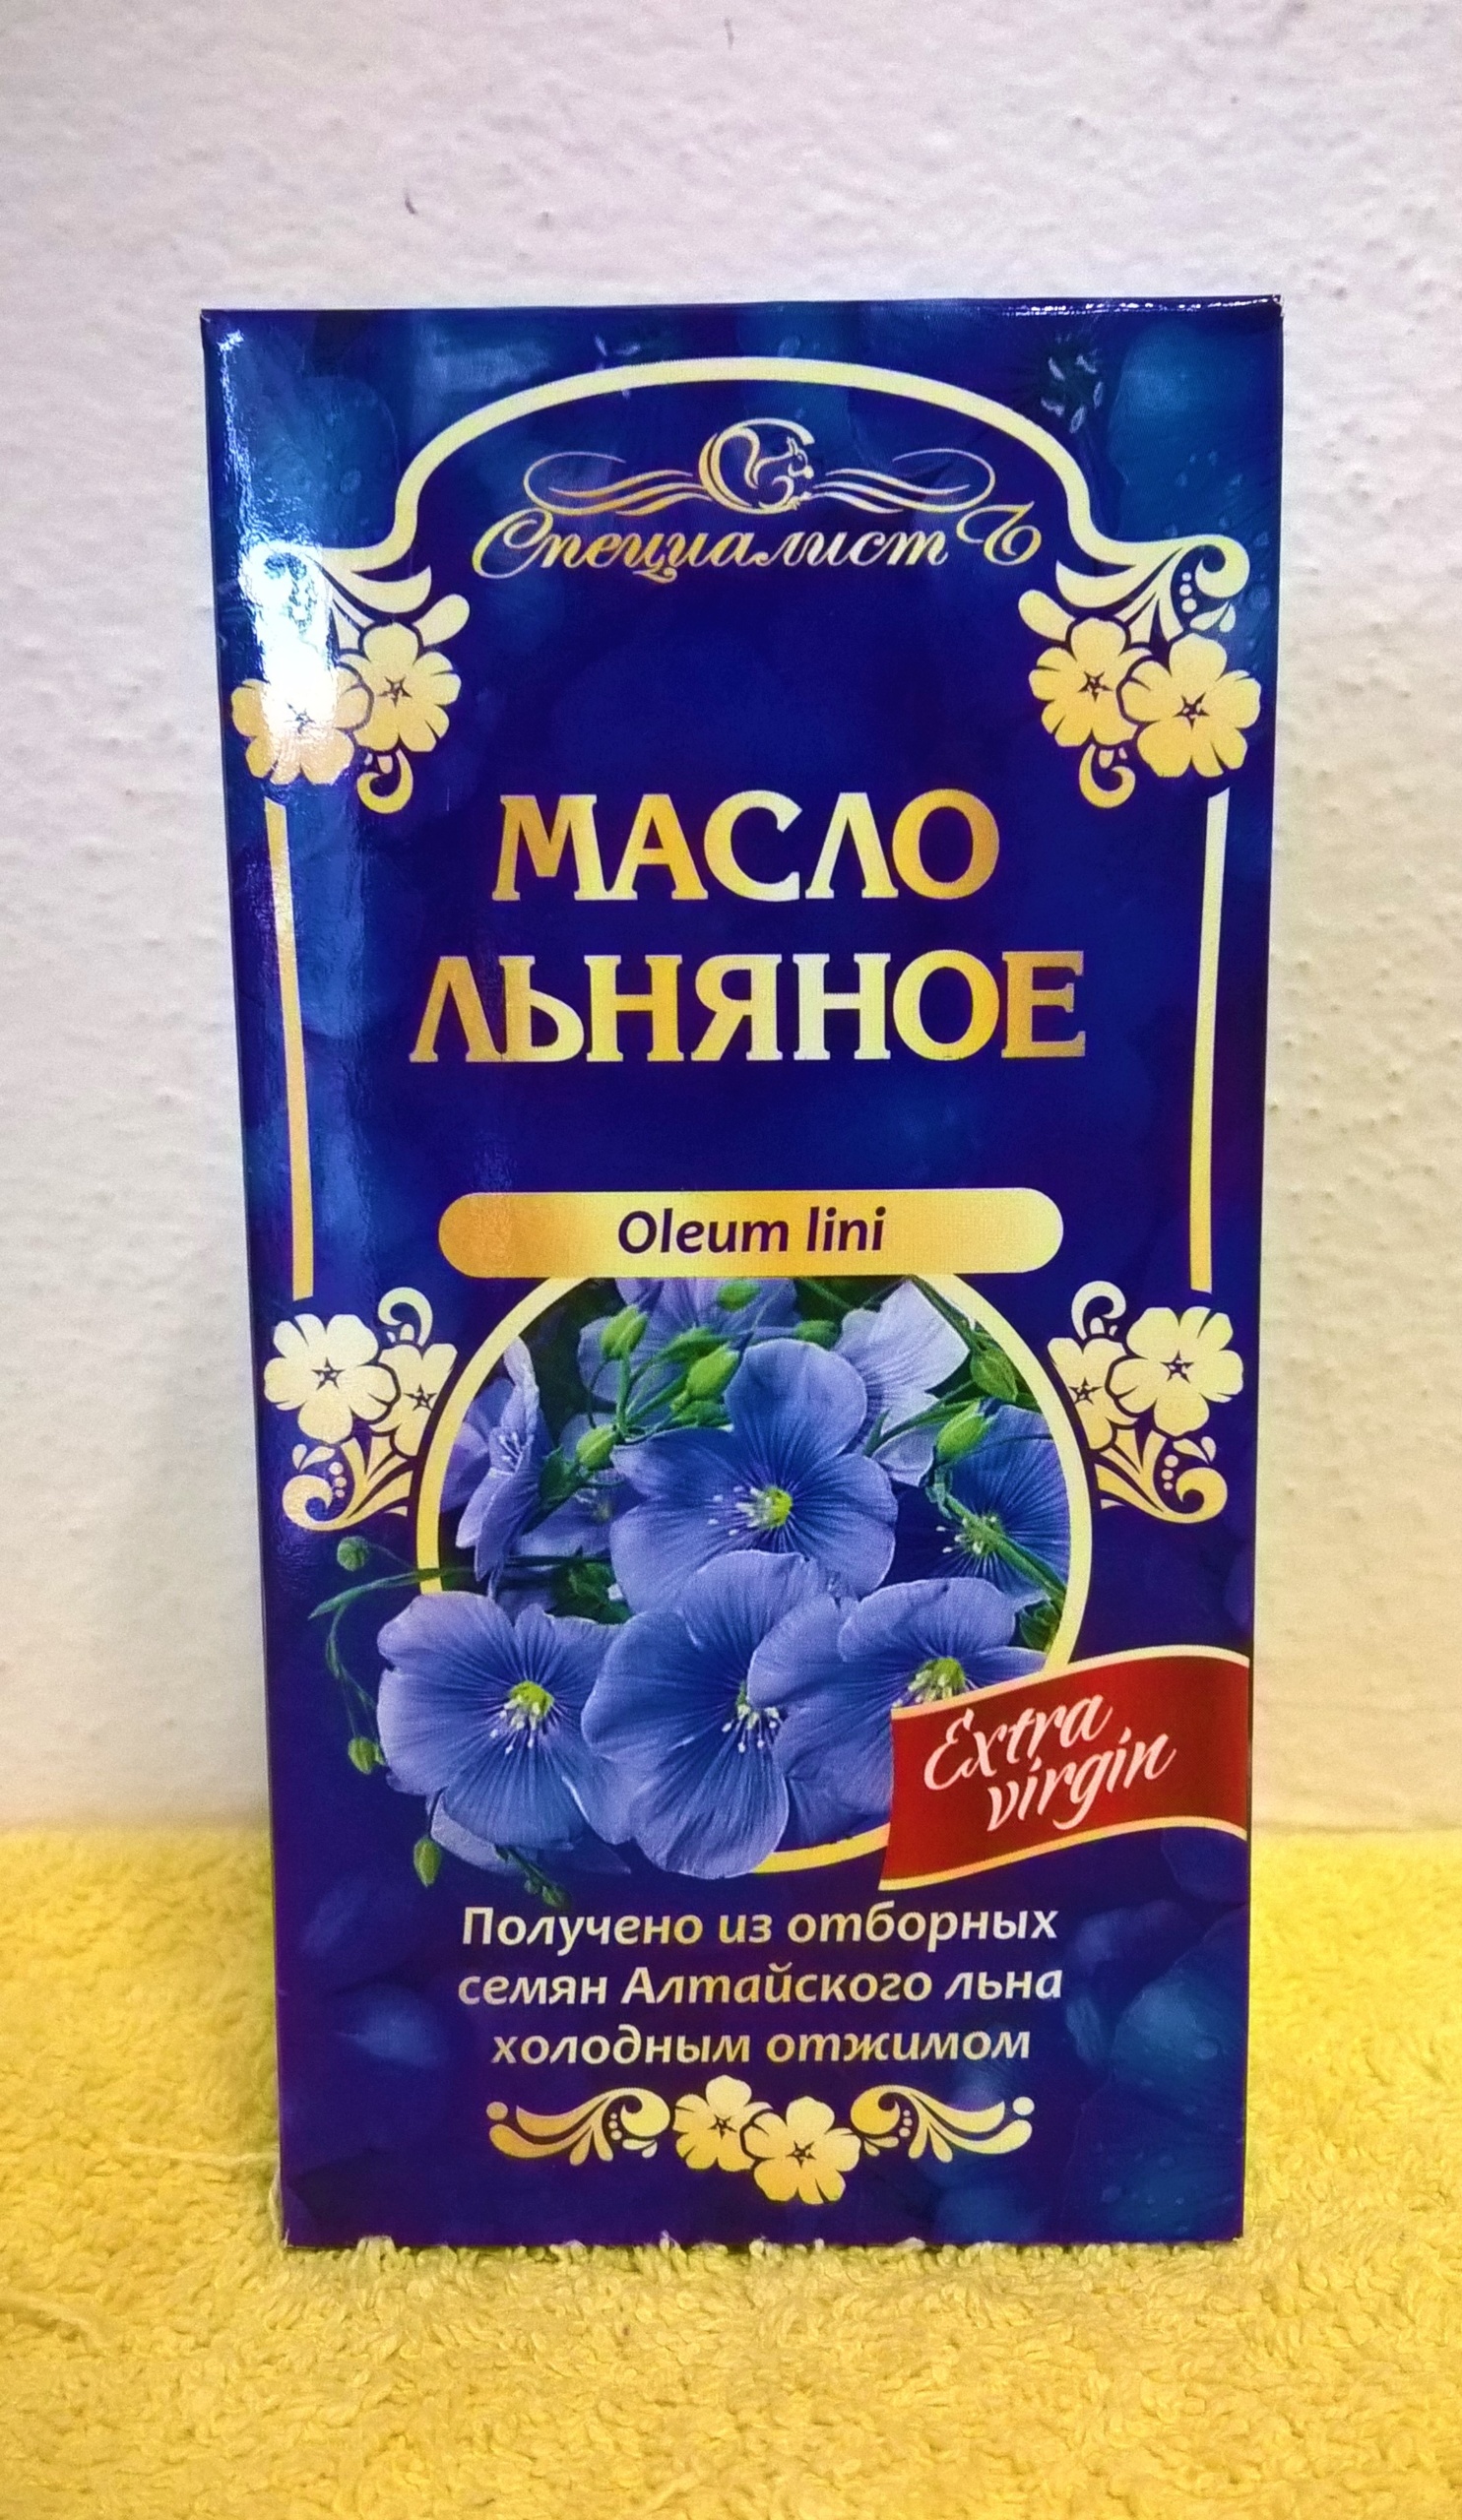 Специалистъ
МАСЛО
ЛЬНЯНОЕ
Oleum lini
Extra
virgin
Получено из отборных
семян Алтайского льна
холодным отжимом